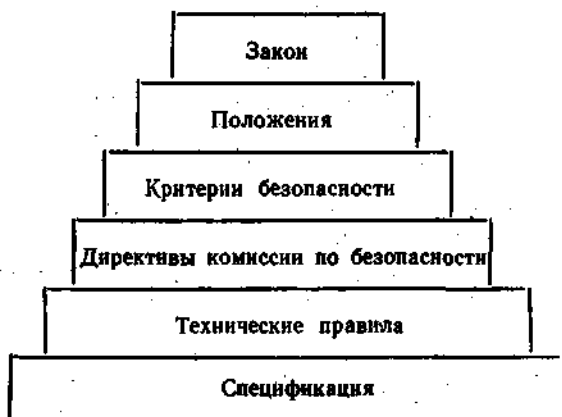 Закон
Положения
Критерии безопасности
Директивы комиссии по безопасности
Технические правила
Спецификация